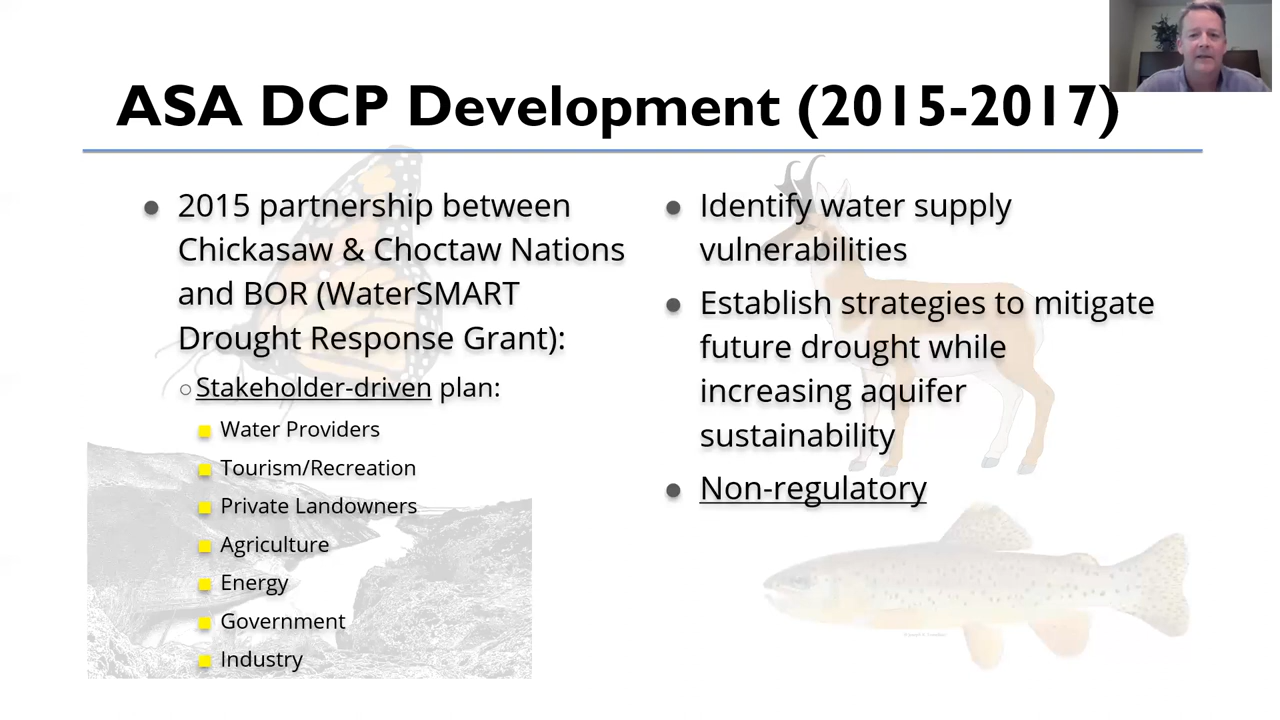 ASA DCP Development (2015-2017)
● 2015 partnership between
Chickasaw & Choctaw Nations
and BOR (WaterSMART
Drought Response Grant):
○ Stakeholder-driven plan:
■ Water Providers
■ Tourism/Recreation
■ Private Landowners
■ Agriculture
■ Energy
■ Government
■ Industry
● Identify water supply
vulnerabilities
● Establish strategies to mitigate
future drought while
increasing aquifer
sustainability
● Non-regulatory